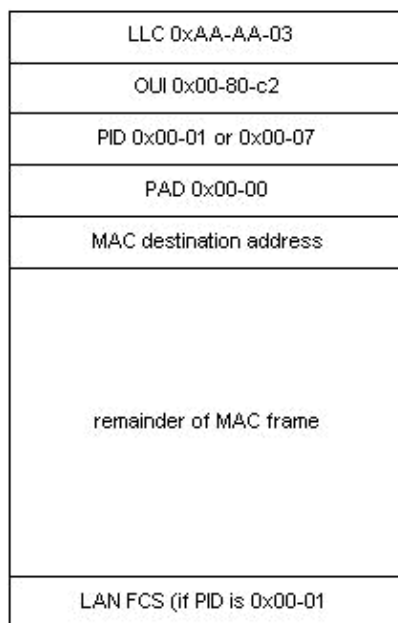 LLC 0xAA-AA-03
OUI 0x00-80-c2
PID 0x00-01 or 0x00-07
PAD 0x00-00
MAC destination address
remainder of MAC frame
LAN FCS (if PID is 0x00-01